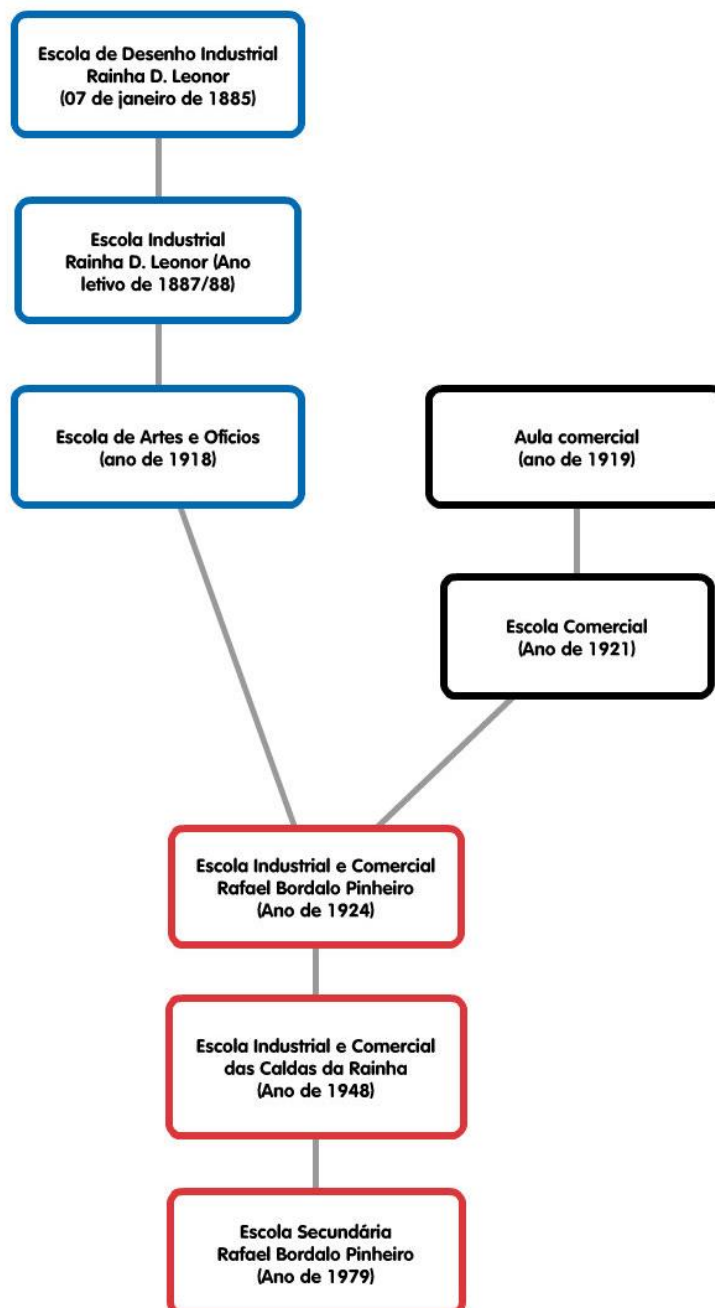 Escola de Desenho Industrial
Rainha D. Leonor
(07 de janeiro de 1885)
Escola Industrial
Rainha D. Leonor (Ano
letivo de 1887/88)
Escola de Artes e Ofícios
(ano de 1918)
Aula comercial
(ano de 1919)
Escola Comercial
(Ano de 1921)
Escola Industrial e Comercial
Rafael Bordalo Pinheiro
(Ano de 1924)
Escola Industrial e Comercial
das Caldas da Rainha
(Ano de 1948)
Escola Secundária
Rafael Bordalo Pinheiro
(Ano de 1979)